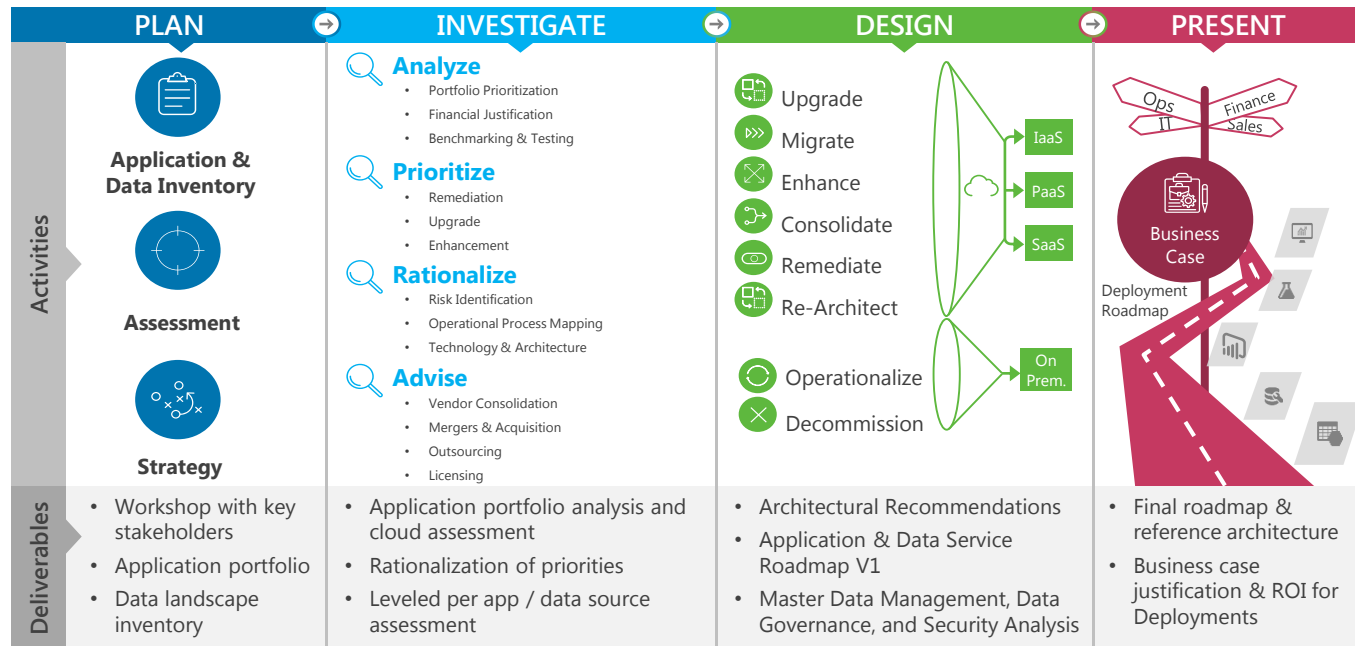 PLAN
INVESTIGATE
DESIGN
PRESENT
Activities
Application &
Data Inventory
Assessment
Strategy
Analyze
• Portfolio Prioritization
• Financial Justification
• Benchmarking & Testing
Prioritize
• Remediation
• Upgrade
• Enhancement
Rationalize
• Risk Identification
• Operational Process Mapping
• Technology & Architecture
Advise
• Vendor Consolidation
• Mergers & Acquisition
• Outsourcing
• Licensing
Upgrade
Migrate
Enhance
Consolidate
Remediate
Re-Architect
Operationalize
Decommission
IaaS
PaaS
SaaS
On
Prem.
Ops
IT
Finance
Sales
Business
Case
Deployment
Roadmap
Deliverables
• Workshop with key
stakeholders
• Application portfolio
• Data landscape
inventory
• Application portfolio analysis and
cloud assessment
• Rationalization of priorities
• Leveled per app / data source
assessment
• Architectural Recommendations
• Application & Data Service
Roadmap V1
• Master Data Management, Data
Governance, and Security Analysis
• Final roadmap &
reference architecture
• Business case
justification & ROI for
Deployments